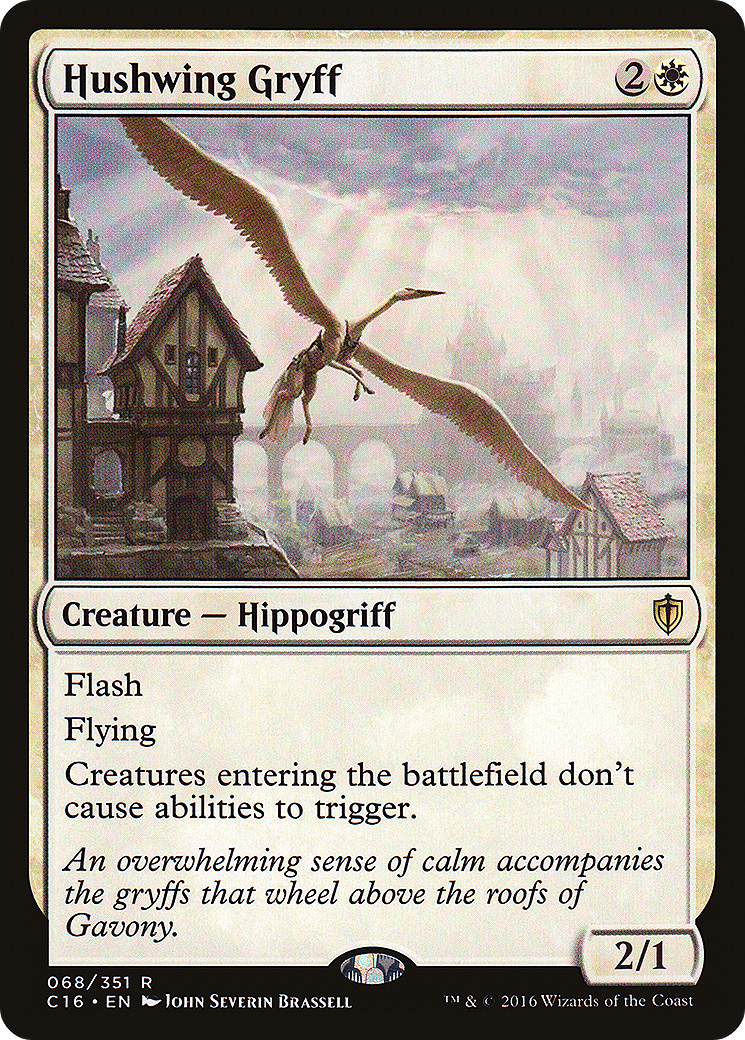 Hushwing Gryff
2
Creature — Hippogriff
Flash
Flying
Creatures entering the battlefield don't
cause abilities to trigger.
An overwhelming sense of calm accompanies
the gryffs that wheel above the roofs of
Gavony.
2/1
068/351 R
C16 • EN John Severin Brassell
™ & © 2016 Wizards of the Coast